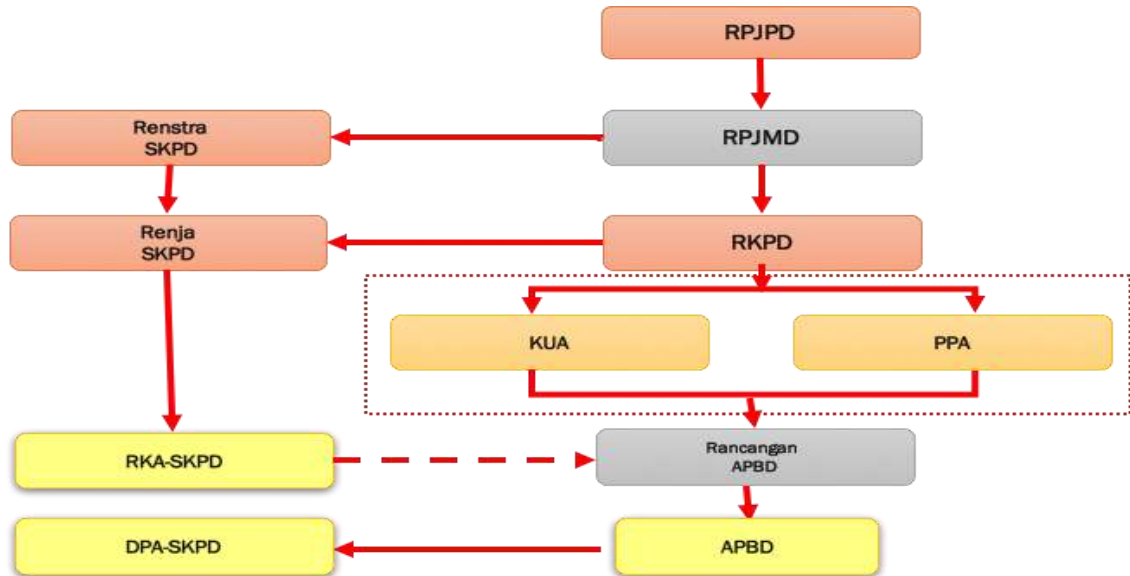 RPJPD
Renstra
SKPD
RPJMD
Renja
SKPD
RKPD
KUA
PPA
RKA-SKPD
Rancangan
APBD
DPA-SKPD
APBD